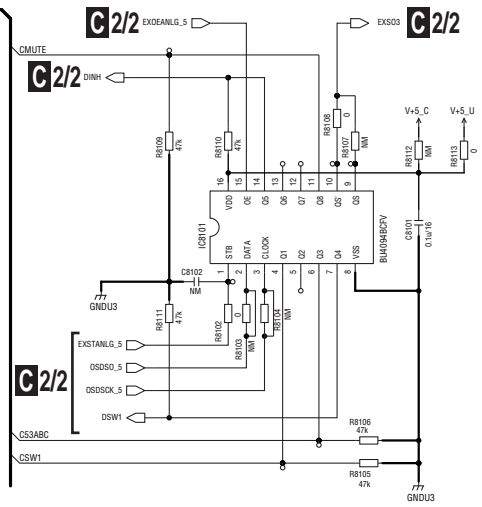 C 2/2
EXOEANLG_5
EXSO3
C 2/2
CMUTE
C 2/2
DINH
V+5_C
V+5_U
R8109
47k
R8110
47k
R8108
0
R8107
NM
R8112
NM
R8113
0
16
15
14
13
12
11
10
9
VDD
OE
Q5
Q6
Q7
Q8
QS
QS
IC8101
BU4094BCFV
C8101
0.1u/16
STB
DATA
CLOCK
Q1
Q2
Q3
Q4
VSS
1
2
3
4
5
6
7
8
C8102
NM
GNDU3
R8111
47k
R8102
0
R8103
NM
R8104
NM
C 2/2
EXSTANLG_5
OSDSO_5
OSDSCK_5
DSW1
C53ABC
R8106
47k
CSW1
R8105
47k
GNDU3